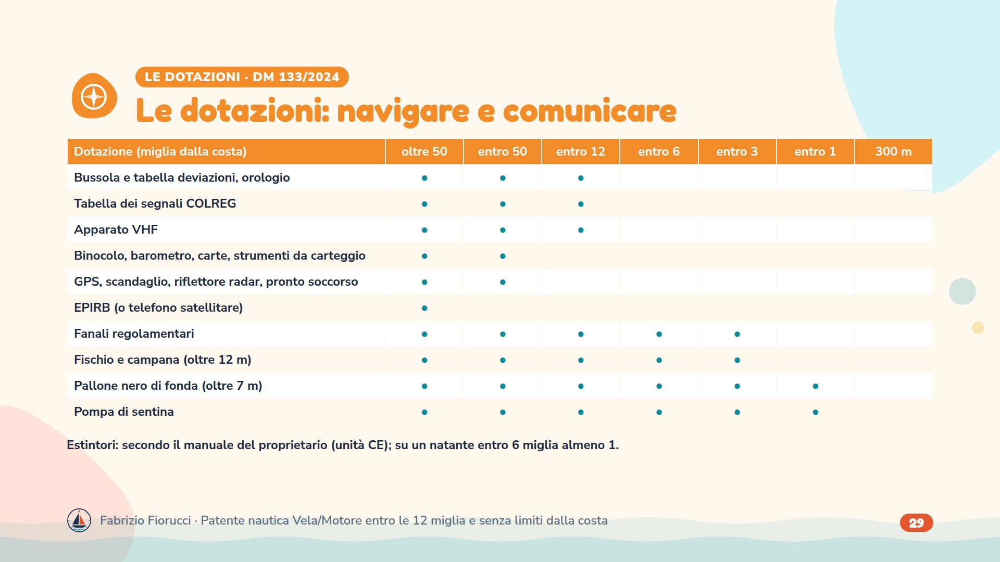 LE DOTAZIONI · DM 133/2024
Le dotazioni: navigare e comunicare
Dotazione (miglia dalla costa) oltre 50 entro 50 entro 12 entro 6 entro 3 entro 1 300 m
Bussola e tabella deviazioni, orologio ● ● ●
Tabella dei segnali COLREG ● ● ●
Apparato VHF ● ● ●
Binocolo, barometro, carte, strumenti da carteggio ● ●
GPS, scandaglio, riflettore radar, pronto soccorso ● ●
EPIRB (o telefono satellitare) ●
Fanali regolamentari ● ● ● ● ●
Fischio e campana (oltre 12 m) ● ● ● ● ●
Pallone nero di fonda (oltre 7 m) ● ● ● ● ● ●
Pompa di sentina ● ● ● ● ● ●
Estintori: secondo il manuale del proprietario (unità CE); su un natante entro 6 miglia almeno 1.
Fabrizio Fiorucci · Patente nautica Vela/Motore entro le 12 miglia e senza limiti dalla costa
29